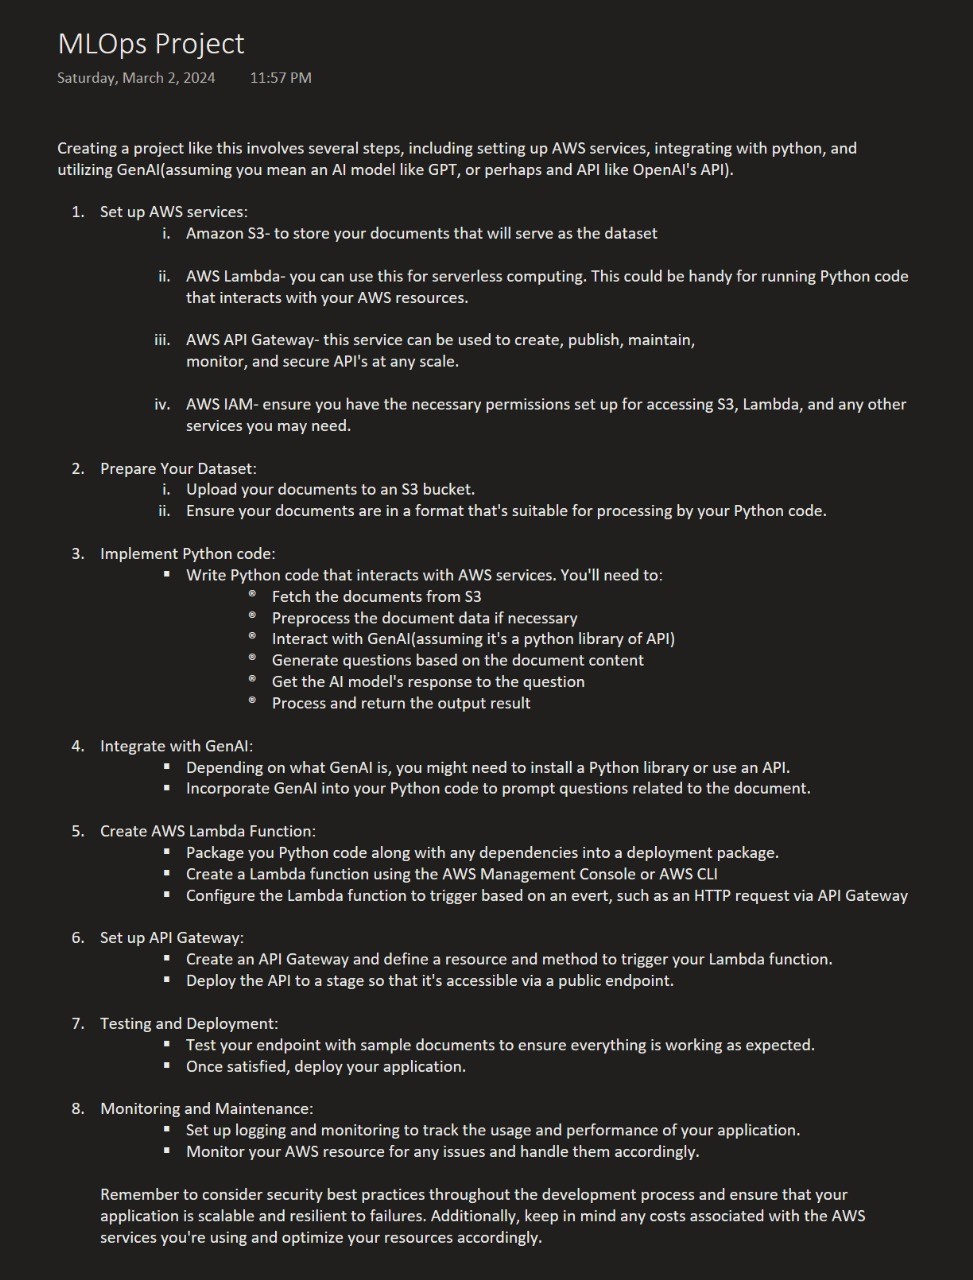 MLOps Project
Saturday, March 2, 2024 11:57 PM
Creating a project like this involves several steps, including setting up AWS services, integrating with python, and
utilizing GenAI(assuming you mean an AI model like GPT, or perhaps and API like OpenAI's API).
1. Set up AWS services:
i. Amazon S3- to store your documents that will serve as the dataset
ii. AWS Lambda- you can use this for serverless computing. This could be handy for running Python code
that interacts with your AWS resources.
iii. AWS API Gateway- this service can be used to create, publish, maintain,
monitor, and secure API's at any scale.
iv. AWS IAM- ensure you have the necessary permissions set up for accessing S3, Lambda, and any other
services you may need.
2. Prepare Your Dataset:
i. Upload your documents to an S3 bucket.
ii. Ensure your documents are in a format that's suitable for processing by your Python code.
3. Implement Python code:
▪ Write Python code that interacts with AWS services. You'll need to:
® Fetch the documents from S3
® Preprocess the document data if necessary
® Interact with GenAI(assuming it's a python library of API)
® Generate questions based on the document content
® Get the AI model's response to the question
® Process and return the output result
4. Integrate with GenAI:
▪ Depending on what GenAI is, you might need to install a Python library or use an API.
▪ Incorporate GenAI into your Python code to prompt questions related to the document.
5. Create AWS Lambda Function:
▪ Package you Python code along with any dependencies into a deployment package.
▪ Create a Lambda function using the AWS Management Console or AWS CLI
▪ Configure the Lambda function to trigger based on an evert, such as an HTTP request via API Gateway
6. Set up API Gateway:
▪ Create an API Gateway and define a resource and method to trigger your Lambda function.
▪ Deploy the API to a stage so that it's accessible via a public endpoint.
7. Testing and Deployment:
▪ Test your endpoint with sample documents to ensure everything is working as expected.
▪ Once satisfied, deploy your application.
8. Monitoring and Maintenance:
▪ Set up logging and monitoring to track the usage and performance of your application.
▪ Monitor your AWS resource for any issues and handle them accordingly.
Remember to consider security best practices throughout the development process and ensure that your
application is scalable and resilient to failures. Additionally, keep in mind any costs associated with the AWS
services you're using and optimize your resources accordingly.